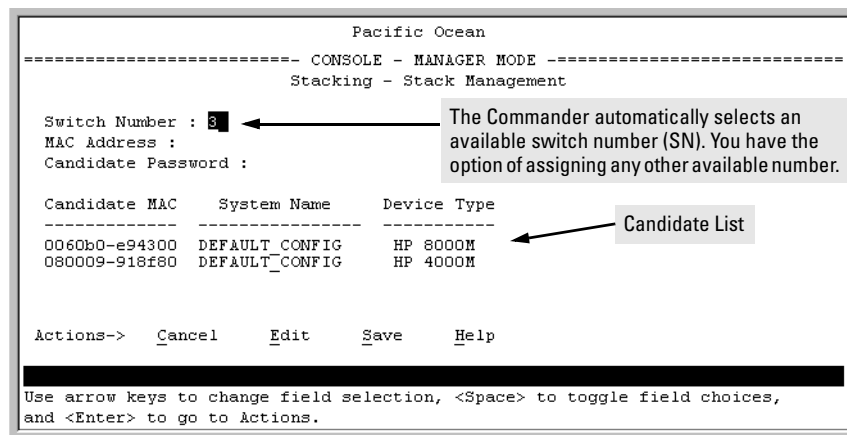 Pacific Ocean
==========================- CONSOLE - MANAGER MODE -============================
Stacking - Stack Management
Switch Number : 3
The Commander automatically selects an
available switch number (SN). You have the
option of assigning any other available number.
MAC Address :
Candidate Password :
Candidate MAC System Name Device Type
------------- ---------------- -----------
Candidate List
0060b0-e94300 DEFAULT_CONFIG HP 8000M
080009-918f80 DEFAULT_CONFIG HP 4000M
Actions-> Cancel Edit Save Help
Use arrow keys to change field selection, <Space> to toggle field choices,
and <Enter> to go to Actions.